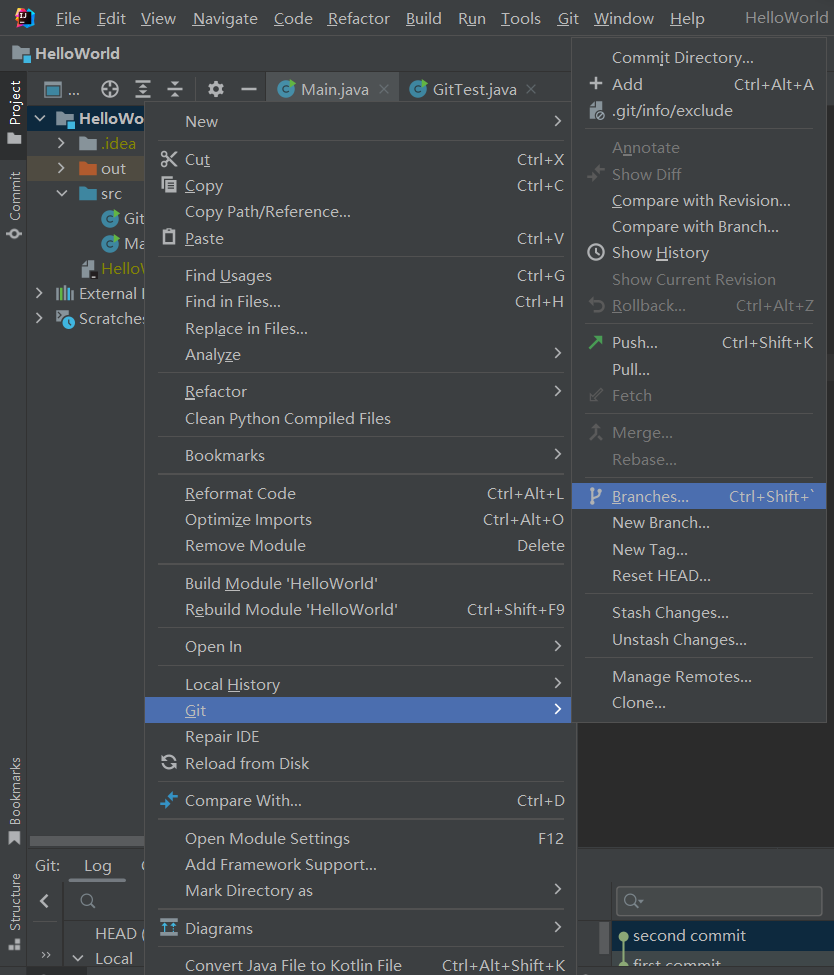 File Edit View Navigate Code Refactor Build Run Tools Git Window Help HelloWorld
HelloWorld
...
Main.java
GitTest.java
Project
Commit
Bookmarks
Structure
HelloWo
.idea
out
src
Git
Ma
HelloW
External
Scratches
New
Cut Ctrl+X
Copy Ctrl+C
Copy Path/Reference...
Paste Ctrl+V
Find Usages Ctrl+G
Find in Files... Ctrl+H
Replace in Files...
Analyze
Refactor
Clean Python Compiled Files
Bookmarks
Reformat Code Ctrl+Alt+L
Optimize Imports Ctrl+Alt+O
Remove Module Delete
Build Module 'HelloWorld'
Rebuild Module 'HelloWorld' Ctrl+Shift+F9
Open In
Local History
Git
Repair IDE
Reload from Disk
Compare With... Ctrl+D
Open Module Settings F12
Add Framework Support...
Mark Directory as
Diagrams
Convert Java File to Kotlin File Ctrl+Alt+Shift+K
Commit Directory...
Add Ctrl+Alt+A
.git/info/exclude
Annotate
Show Diff
Compare with Revision...
Compare with Branch...
Show History
Show Current Revision
Rollback... Ctrl+Alt+Z
Push... Ctrl+Shift+K
Pull...
Fetch
Merge...
Rebase...
Branches... Ctrl+Shift+`
New Branch...
New Tag...
Reset HEAD...
Stash Changes...
Unstash Changes...
Manage Remotes...
Clone...
Git: Log
HEAD (
Local
second commit
first commit